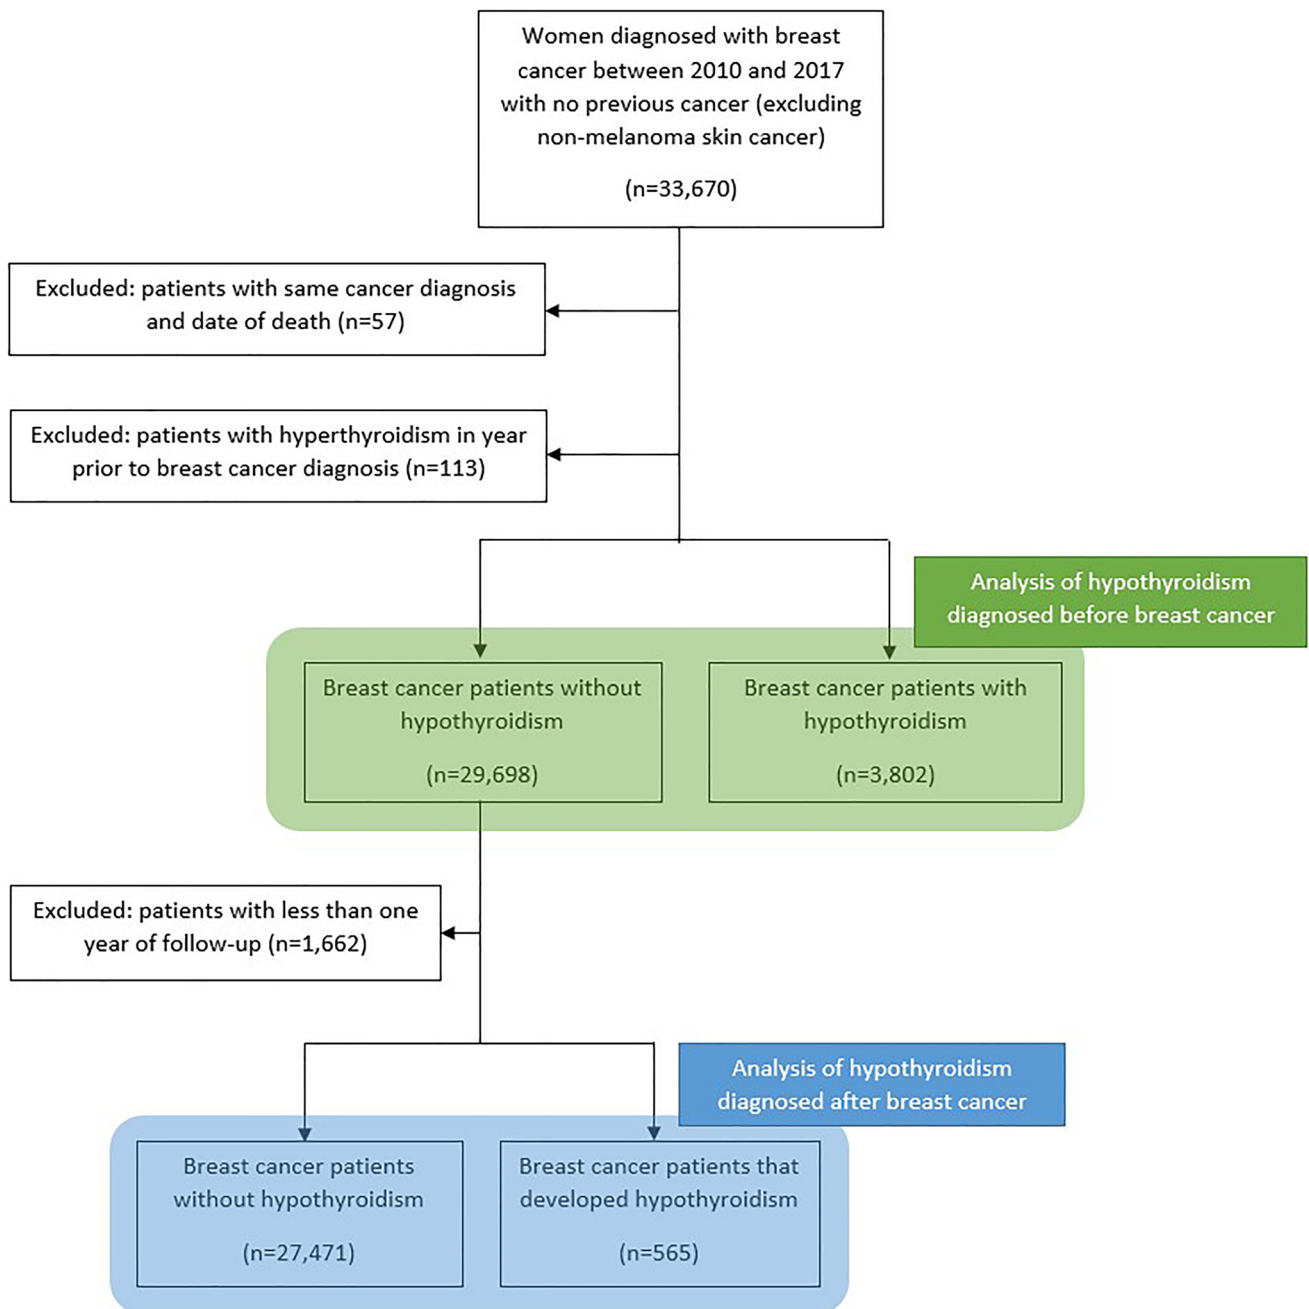 Women diagnosed with breast
cancer between 2010 and 2017
with no previous cancer (excluding
non-melanoma skin cancer)
(n=33,670)
Excluded: patients with same cancer diagnosis
and date of death (n=57)
Excluded: patients with hyperthyroidism in year
prior to breast cancer diagnosis (n=113)
Analysis of hypothyroidism
diagnosed before breast cancer
Breast cancer patients without
hypothyroidism
(n=29,698)
Breast cancer patients with
hypothyroidism
(n=3,802)
Excluded: patients with less than one
year of follow-up (n=1,662)
Analysis of hypothyroidism
diagnosed after breast cancer
Breast cancer patients
without hypothyroidism
(n=27,471)
Breast cancer patients that
developed hypothyroidism
(n=565)